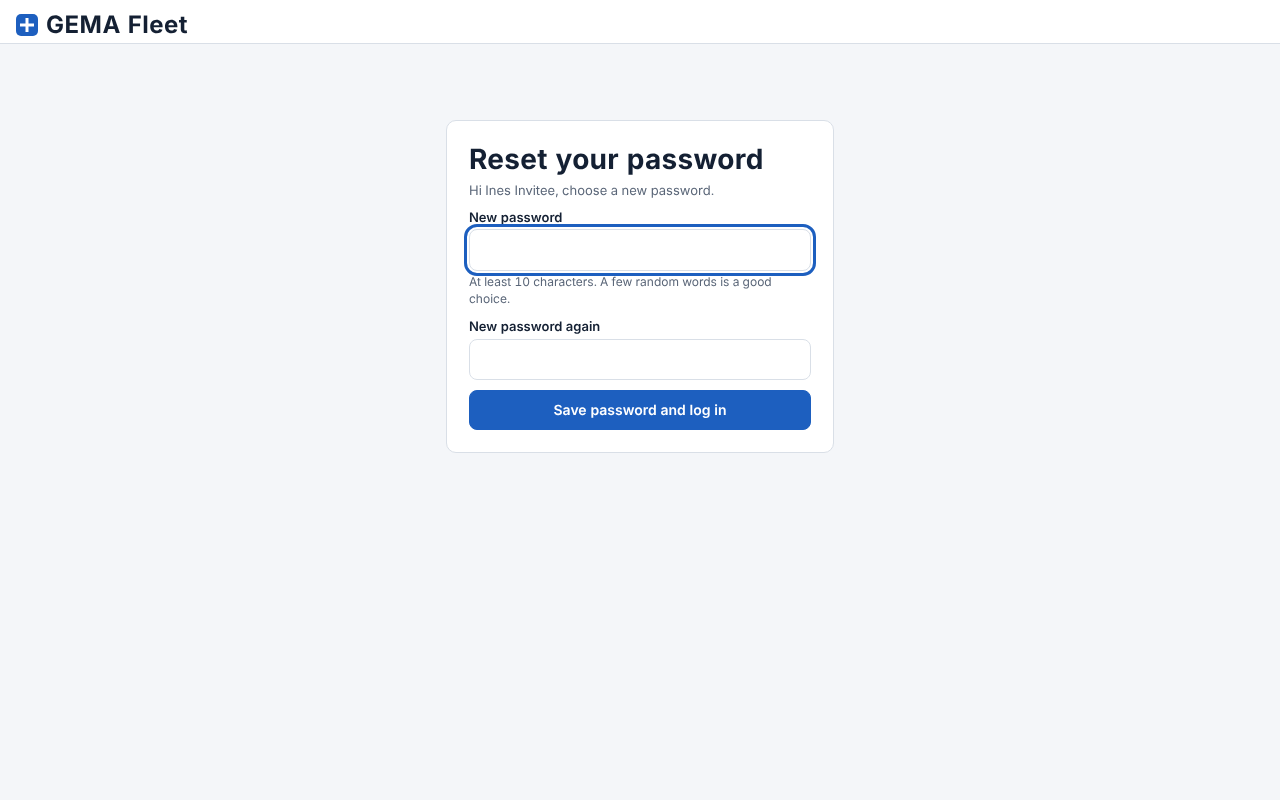 GEMA Fleet
Reset your password
Hi Ines Invitee, choose a new password.
New password
At least 10 characters. A few random words is a good
choice.
New password again
Save password and log in